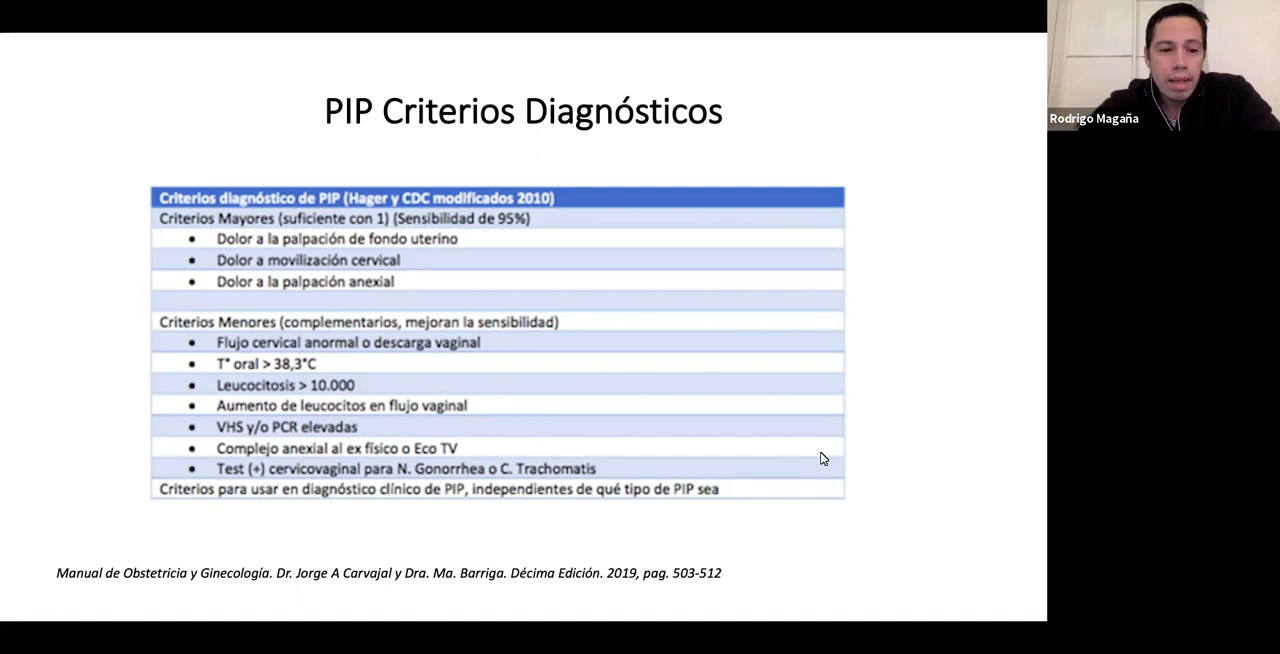 PIP Criterios Diagnósticos
Criterios diagnóstico de PIP (Hager y CDC modificados 2010)
Criterios Mayores (suficiente con 1) (Sensibilidad de 95%)
• Dolor a la palpación de fondo uterino
• Dolor a movilización cervical
• Dolor a la palpación anexial
Criterios Menores (complementarios, mejoran la sensibilidad)
• Flujo cervical anormal o descarga vaginal
• T° oral > 38,3°C
• Leucocitosis > 10.000
• Aumento de leucocitos en flujo vaginal
• VHS y/o PCR elevadas
• Complejo anexial al ex físico o Eco TV
• Test (+) cervicovaginal para N. Gonorrhea o C. Trachomatis
Criterios para usar en diagnóstico clínico de PIP, independientes de qué tipo de PIP sea
Manual de Obstetricia y Ginecología. Dr. Jorge A Carvajal y Dra. Ma. Barriga. Décima Edición. 2019, pag. 503-512
Rodrigo Magaña